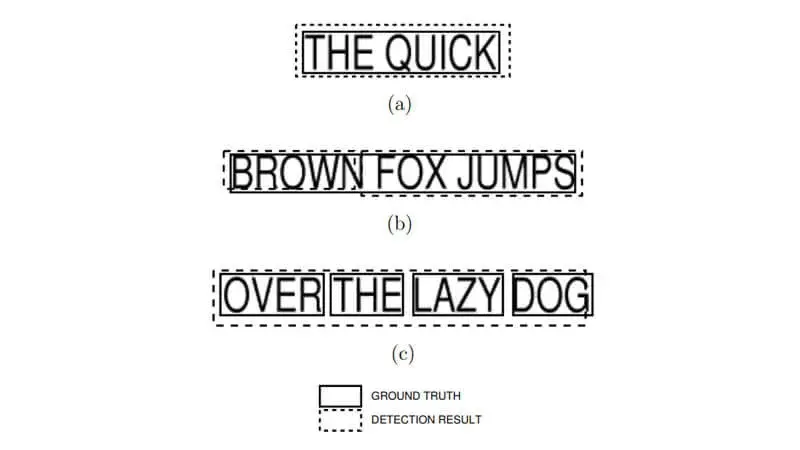 THE QUICK
(a)
BROWN FOX JUMPS
(b)
OVER THE LAZY DOG
(c)
GROUND TRUTH
DETECTION RESULT